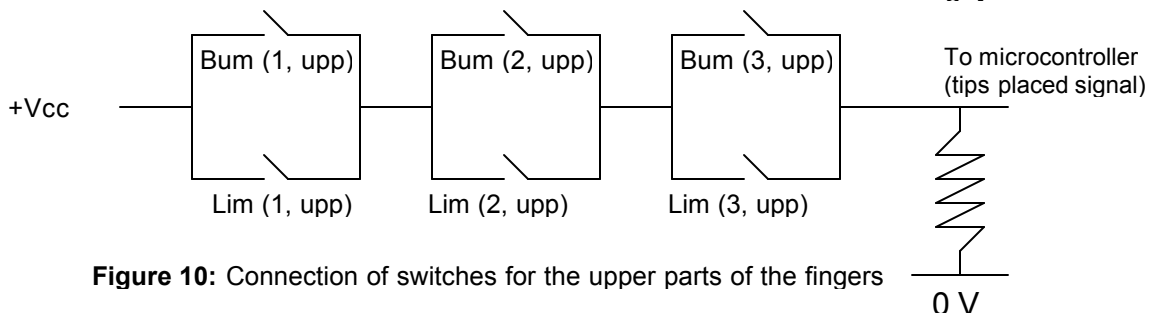 Bum (1, upp) Bum (2, upp) Bum (3, upp)
To microcontroller
(tips placed signal)
+Vcc
Lim (1, upp) Lim (2, upp) Lim (3, upp)
Figure 10: Connection of switches for the upper parts of the fingers
0 V